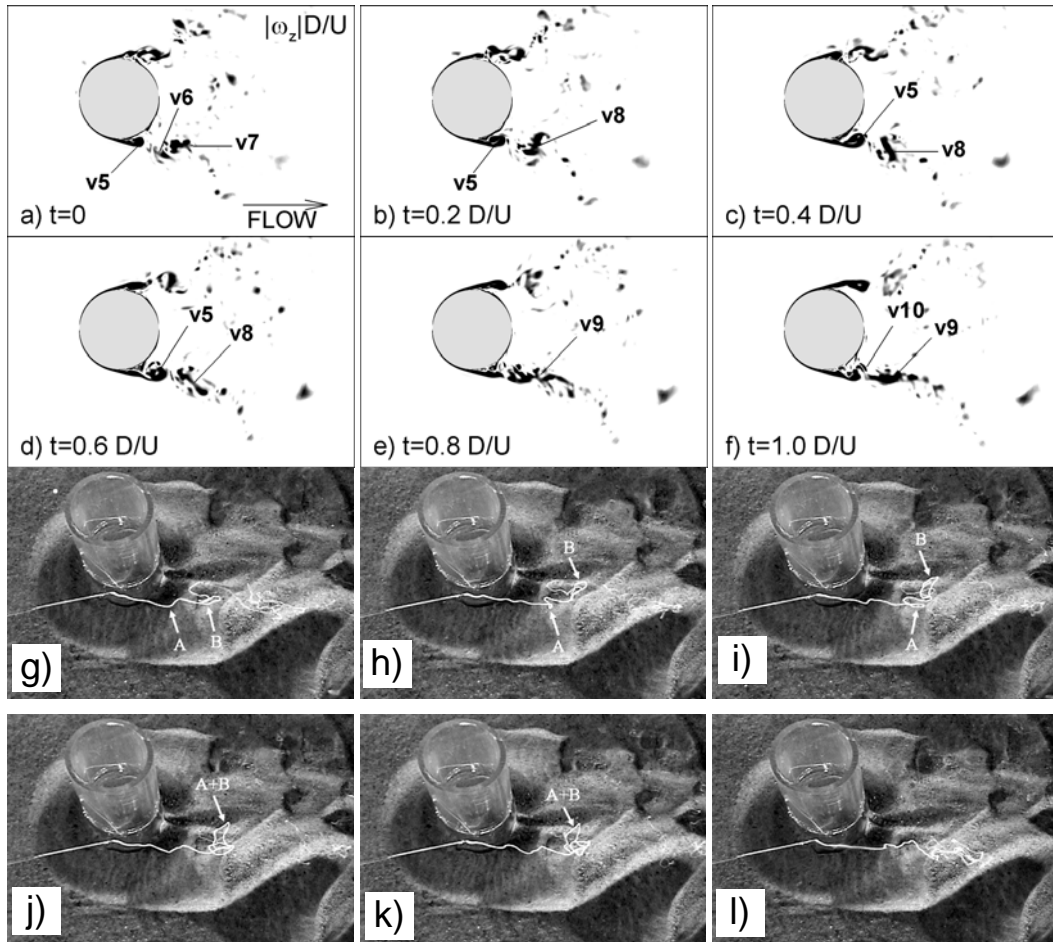 |ω_z|D/U
v6
v7
v5
a) t=0
FLOW
v8
v5
b) t=0.2 D/U
v5
v8
c) t=0.4 D/U
v5
v8
d) t=0.6 D/U
v9
e) t=0.8 D/U
v10
v9
f) t=1.0 D/U
A
B
g)
B
A
h)
B
A
i)
A+B
j)
A+B
k)
l)